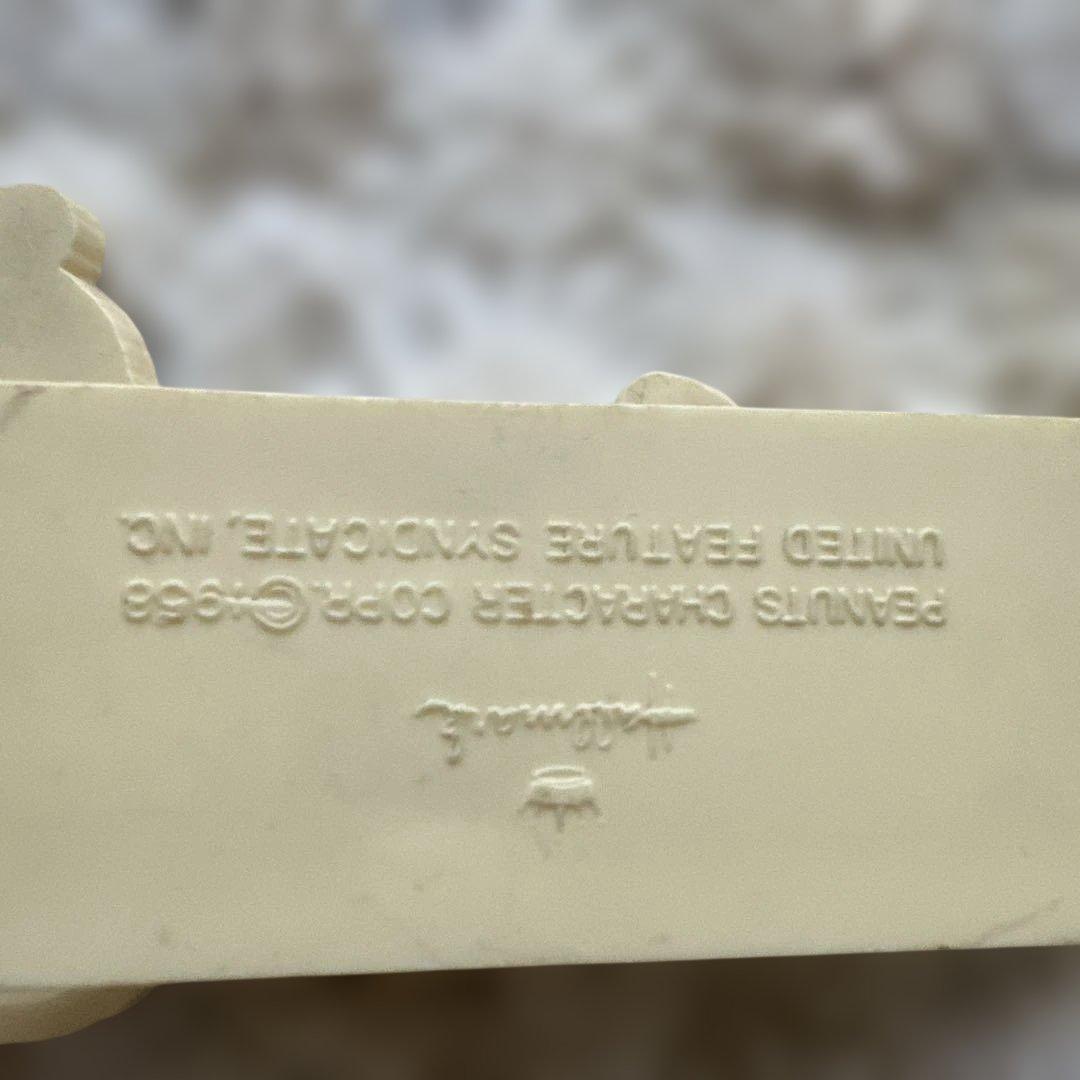 Hallmark
PEANUTS CHARACTER COPR. © 1958
UNITED FEATURE SYNDICATE, INC.